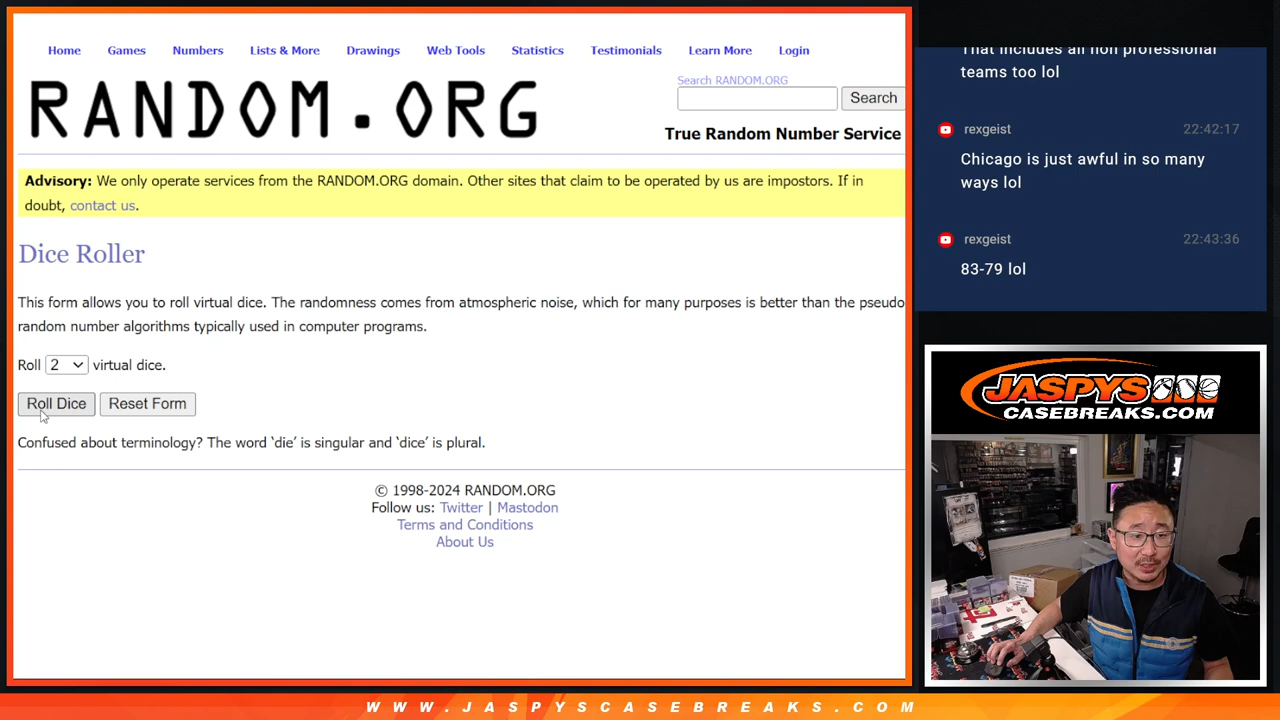 Home Games Numbers Lists & More Drawings Web Tools Statistics Testimonials Learn More Login
RANDOM.ORG
Search RANDOM.ORG
Search
True Random Number Service
Advisory: We only operate services from the RANDOM.ORG domain. Other sites that claim to be operated by us are impostors. If in
doubt, contact us.
Dice Roller
This form allows you to roll virtual dice. The randomness comes from atmospheric noise, which for many purposes is better than the pseudo
random number algorithms typically used in computer programs.
Roll 2 virtual dice.
Roll Dice Reset Form
Confused about terminology? The word ‘die’ is singular and ‘dice’ is plural.
© 1998-2024 RANDOM.ORG
Follow us: Twitter | Mastodon
Terms and Conditions
About Us
That includes all non professional
teams too lol
rexgeist 22:42:17
Chicago is just awful in so many
ways lol
rexgeist 22:43:36
83-79 lol
JASPYS
CASEBREAKS.COM
WWW.JASPYSCASEBREAKS.COM